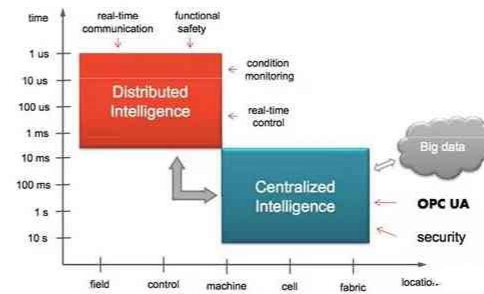 time
real-time
communication
functional
safety
1 us
10 us
100 us
1 ms
10 ms
100 ms
1 s
10 s
Distributed
Intelligence
condition
monitoring
real-time
control
Centralized
Intelligence
Big data
OPC UA
security
field
control
machine
cell
fabric